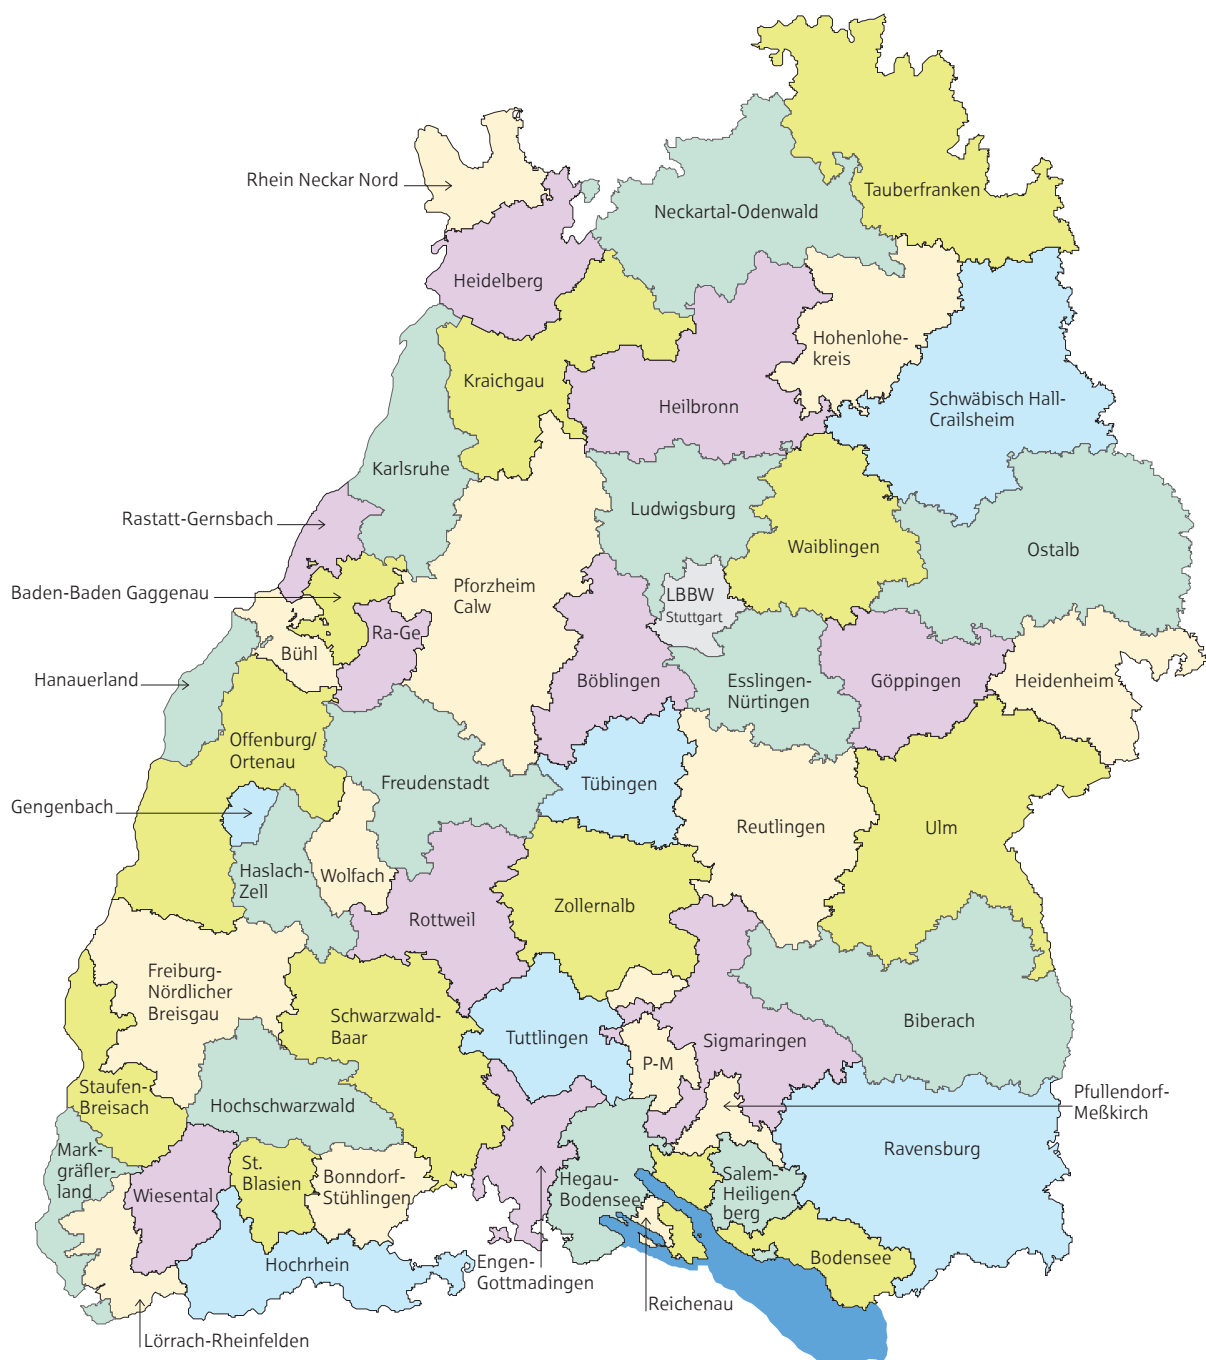 Rhein Neckar Nord
Tauberfranken
Neckartal-Odenwald
Heidelberg
Hohenlohe-
kreis
Kraichgau
Heilbronn
Schwäbisch Hall-
Crailsheim
Karlsruhe
Ludwigsburg
Rastatt-Gernsbach
Waiblingen
Ostalb
Baden-Baden Gaggenau
Pforzheim
Calw
LBBW
Stuttgart
Ra-Ge
Bühl
Hanauerland
Böblingen
Esslingen-
Nürtingen
Göppingen
Heidenheim
Offenburg/
Ortenau
Freudenstadt
Tübingen
Gengenbach
Reutlingen
Ulm
Haslach-
Zell
Wolfach
Rottweil
Zollernalb
Freiburg-
Nördlicher
Breisgau
Schwarzwald-
Baar
Tuttlingen
Sigmaringen
Biberach
P-M
Staufen-
Breisach
Hochschwarzwald
Pfullendorf-
Meßkirch
Mark-
gräfler-
land
Wiesental
St.
Blasien
Bonndorf-
Stühlingen
Hegau-
Bodensee
Salem-
Heiligen
berg
Ravensburg
Hochrhein
Engen-
Gottmadingen
Bodensee
Reichenau
Lörrach-Rheinfelden